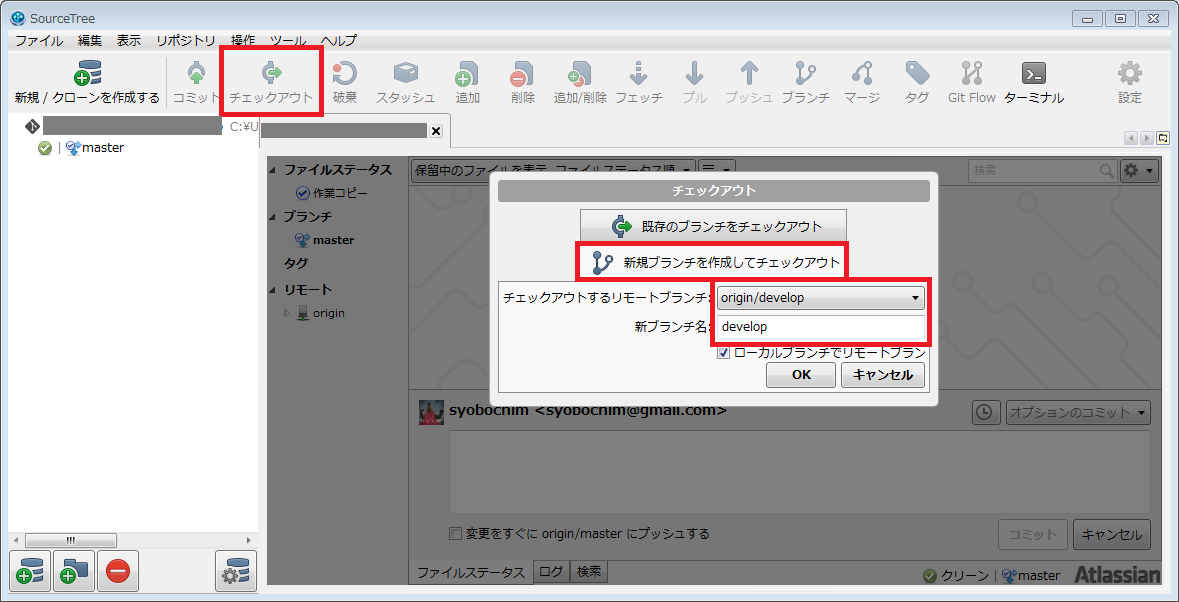 SourceTree
ファイル 編集 表示 リポジトリ 操作 ツール ヘルプ
新規 / クローンを作成する コミット チェックアウト 破棄 スタッシュ 追加 削除 追加/削除 フェッチ プル プッシュ ブランチ マージ タグ Git Flow ターミナル 設定
C:¥U
master
ファイルステータス
作業コピー
ブランチ
master
タグ
リモート
origin
保留中のファイルを表示, ファイルステータス順
検索
チェックアウト
既存のブランチをチェックアウト
新規ブランチを作成してチェックアウト
チェックアウトするリモートブランチ: origin/develop
新ブランチ名: develop
ローカルブランチでリモートブラン
OK キャンセル
syobochim <syobochim@gmail.com>
オプションのコミット
変更をすぐに origin/master にプッシュする
コミット キャンセル
ファイルステータス ログ 検索
クリーン master Atlassian